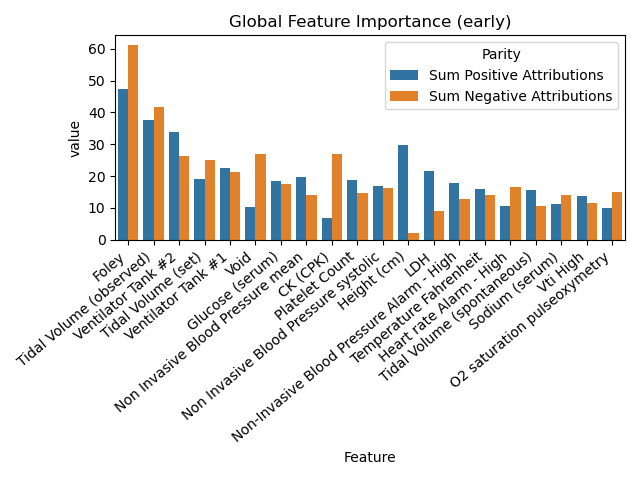 Global Feature Importance (early)
Parity
Sum Positive Attributions
Sum Negative Attributions
value
60
50
40
30
20
10
0
Foley
Tidal Volume (observed)
Ventilator Tank #2
Tidal Volume (set)
Ventilator Tank #1
Void
Glucose (serum)
Non Invasive Blood Pressure mean
CK (CPK)
Platelet Count
Non Invasive Blood Pressure systolic
Height (cm)
LDH
Non-Invasive Blood Pressure Alarm - High
Temperature Fahrenheit
Heart rate Alarm - High
Tidal Volume (spontaneous)
Sodium (serum)
Vti High
O2 saturation pulseoxymetry
Feature